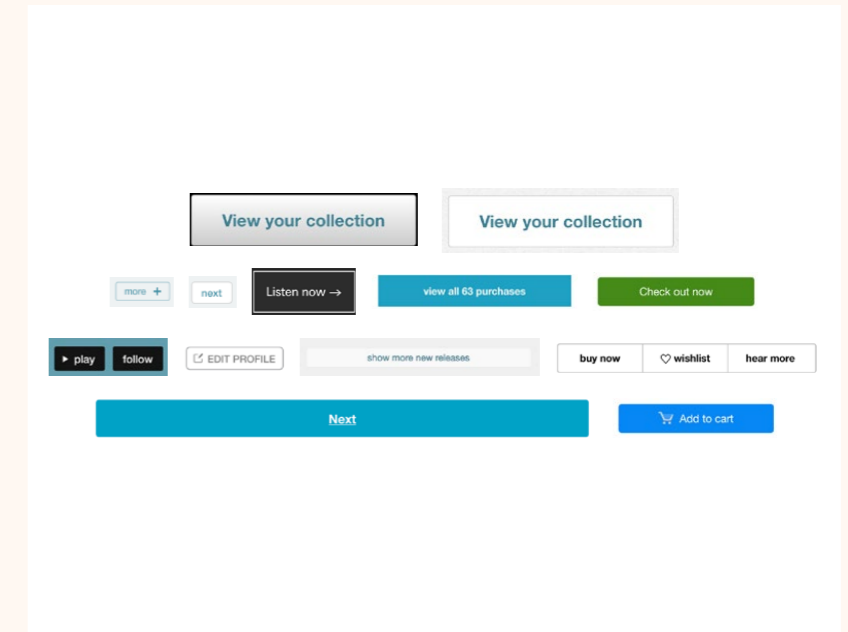 View your collection
View your collection
more +
next
Listen now →
view all 63 purchases
Check out now
play
follow
EDIT PROFILE
show more new releases
buy now
wishlist
hear more
Next
Add to cart